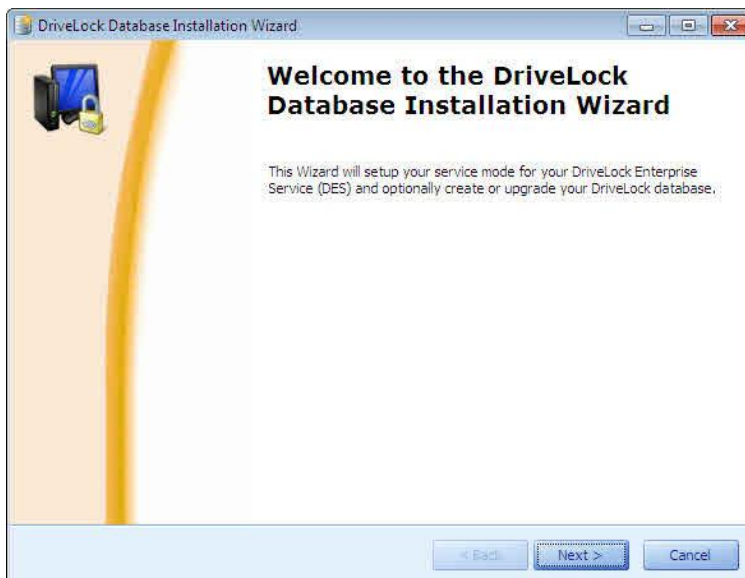 DriveLock Database Installation Wizard
Welcome to the DriveLock
Database Installation Wizard
This Wizard will setup your service mode for your DriveLock Enterprise
Service (DES) and optionally create or upgrade your DriveLock database.
< Back
Next >
Cancel